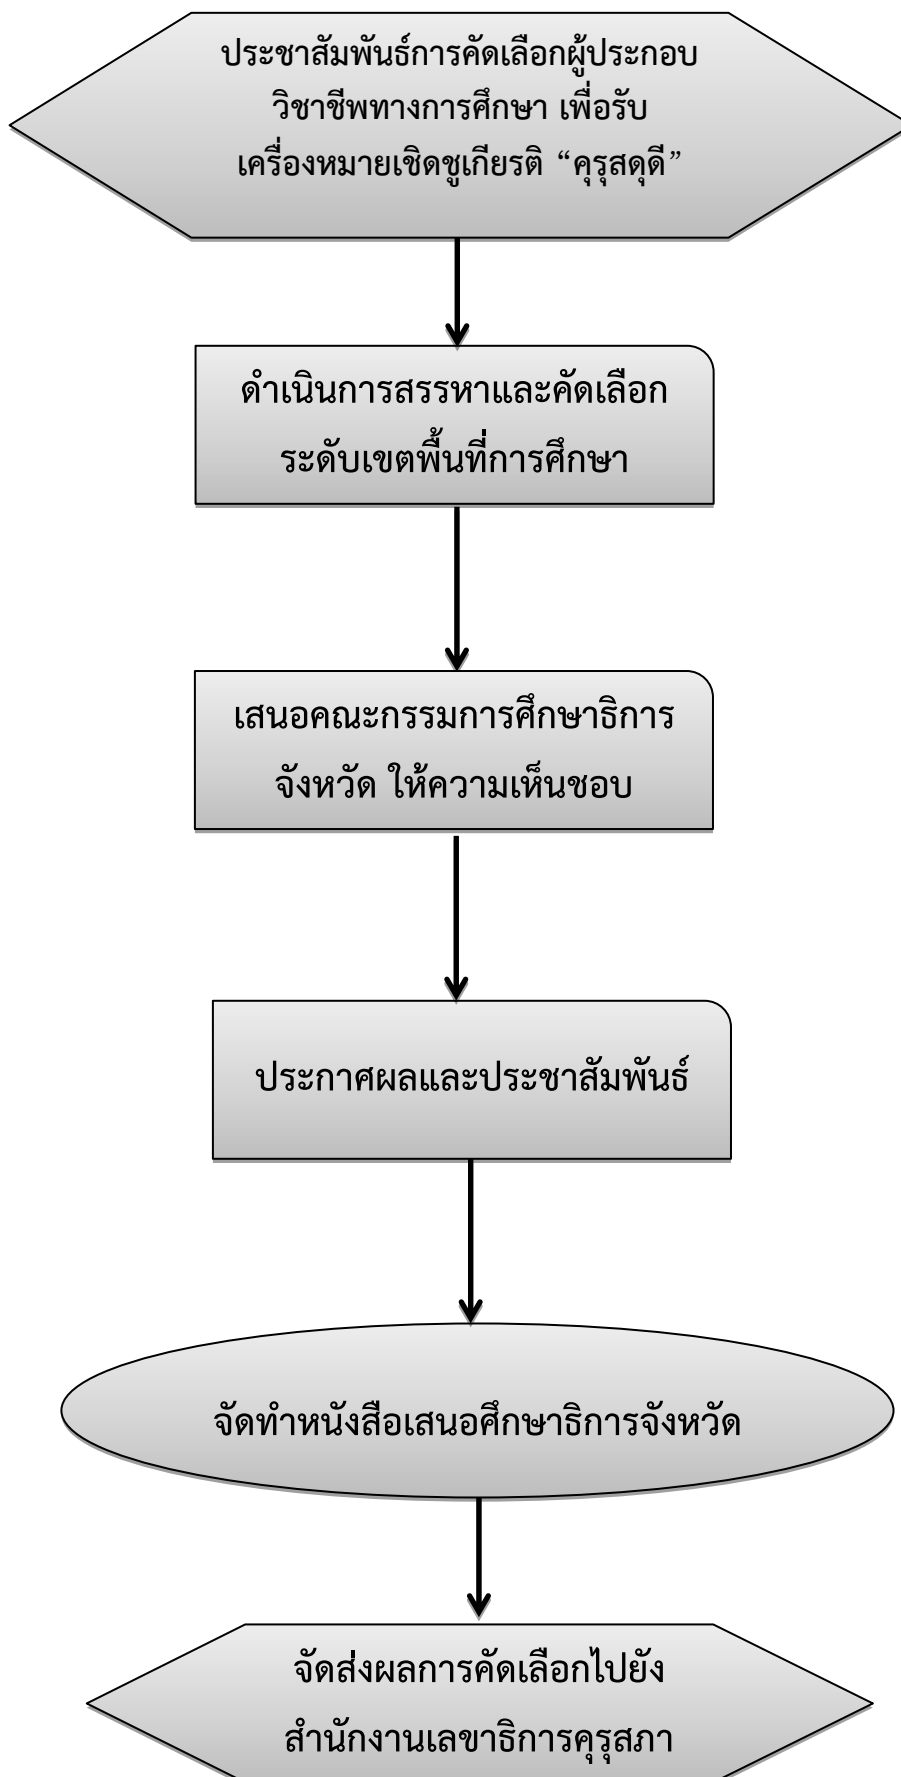 ประชาสัมพันธ์การคัดเลือกผู้ประกอบ
วิชาชีพทางการศึกษา เพื่อรับ
เครื่องหมายเชิดชูเกียรติ “คุรุสดุดี”
ดำเนินการสรรหาและคัดเลือก
ระดับเขตพื้นที่การศึกษา
เสนอคณะกรรมการศึกษาธิการ
จังหวัด ให้ความเห็นชอบ
ประกาศผลและประชาสัมพันธ์
จัดทำหนังสือเสนอศึกษาธิการจังหวัด
จัดส่งผลการคัดเลือกไปยัง
สำนักงานเลขาธิการคุรุสภา